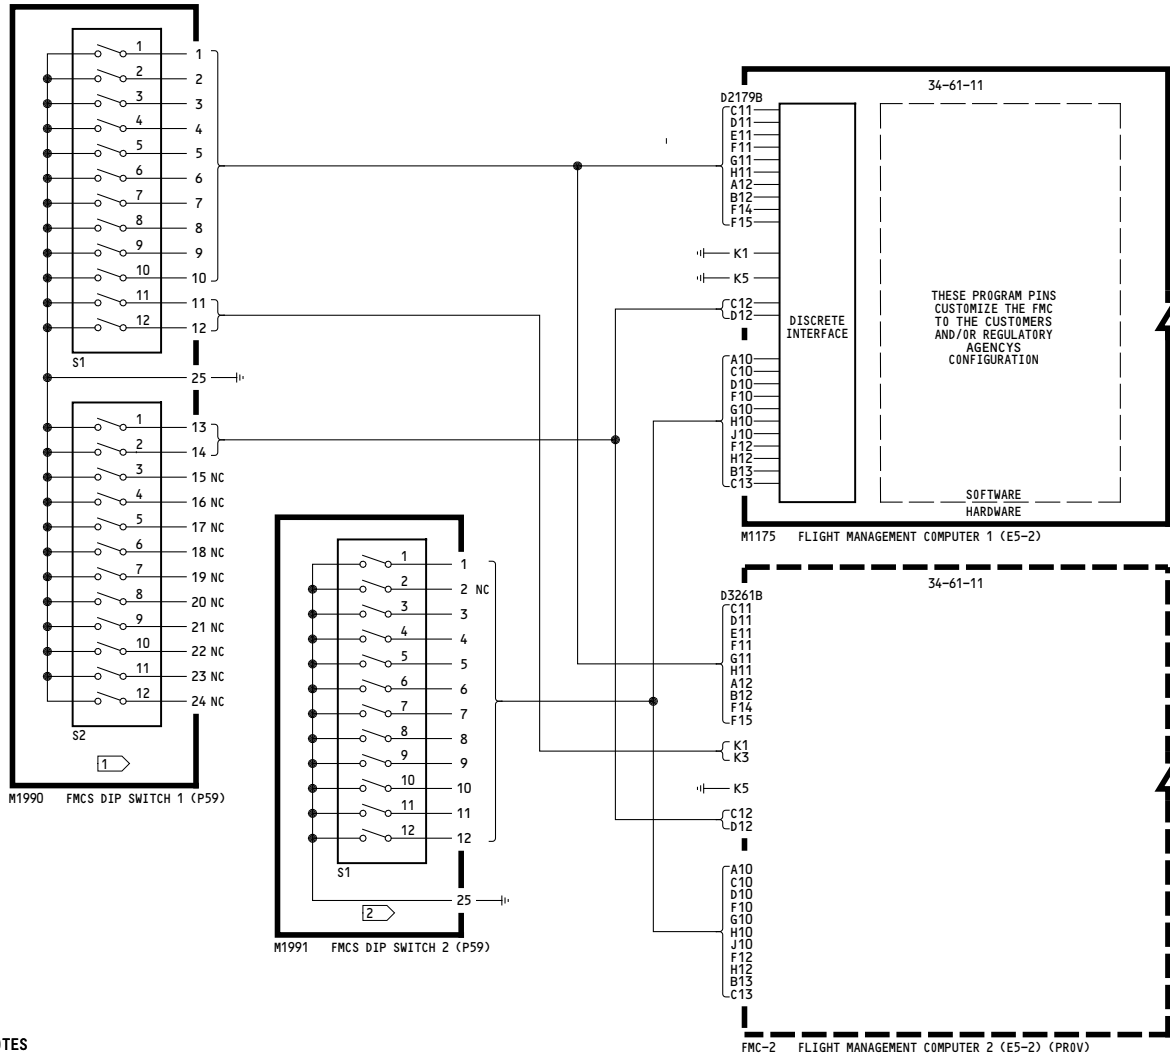 1 1
2 2
3 3
4 4
5 5
6 6
7 7
8 8
9 9
10 10
11 11
12 12
S1
25
1 13
2 14
3 15 NC
4 16 NC
5 17 NC
6 18 NC
7 19 NC
8 20 NC
9 21 NC
10 22 NC
11 23 NC
12 24 NC
S2
1
M1990 FMCS DIP SWITCH 1 (P59)
1 1
2 2 NC
3 3
4 4
5 5
6 6
7 7
8 8
9 9
10 10
11 11
12 12
S1
25
2
M1991 FMCS DIP SWITCH 2 (P59)
34-61-11
D2179B
C11
D11
E11
F11
G11
H11
A12
B12
F14
F15
K1
K5
C12
D12
A10
C10
D10
F10
G10
H10
J10
F12
H12
B13
C13
DISCRETE
INTERFACE
THESE PROGRAM PINS
CUSTOMIZE THE FMC
TO THE CUSTOMERS
AND/OR REGULATORY
AGENCYS
CONFIGURATION
SOFTWARE
HARDWARE
M1175 FLIGHT MANAGEMENT COMPUTER 1 (E5-2)
34-61-11
D3261B
C11
D11
E11
F11
G11
H11
A12
B12
F14
F15
K1
K3
K5
C12
D12
A10
C10
D10
F10
G10
H10
J10
F12
H12
B13
C13
FMC-2 FLIGHT MANAGEMENT COMPUTER 2 (E5-2) (PROV)